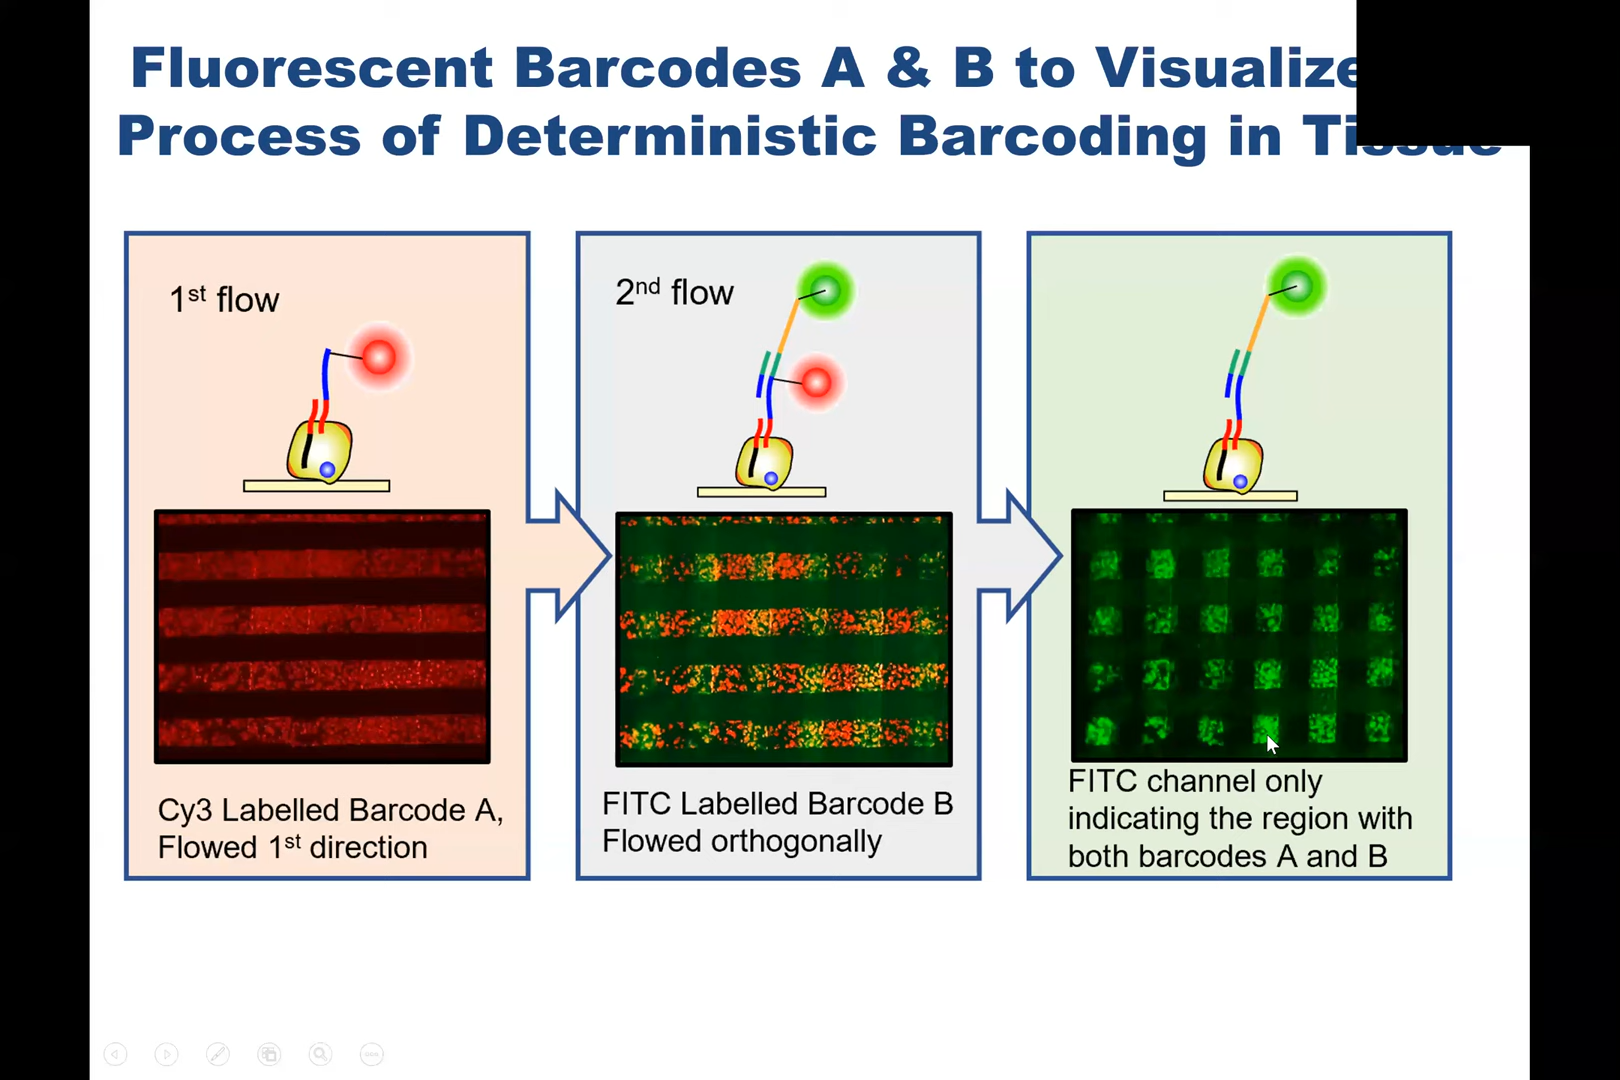 Fluorescent Barcodes A & B to Visualize
Process of Deterministic Barcoding in Tissue
1st flow
Cy3 Labelled Barcode A,
Flowed 1st direction
2nd flow
FITC Labelled Barcode B
Flowed orthogonally
FITC channel only
indicating the region with
both barcodes A and B